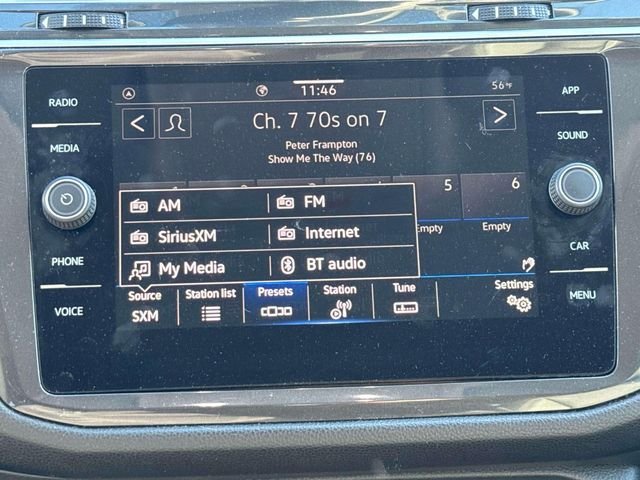 RADIO
MEDIA
PHONE
VOICE
11:46
56°F
Ch. 7 70s on 7
Peter Frampton
Show Me The Way (76)
5
6
Empty
Empty
AM
FM
SiriusXM
Internet
My Media
BT audio
Source
SXM
Station list
Presets
Station
Tune
Settings
APP
SOUND
CAR
MENU